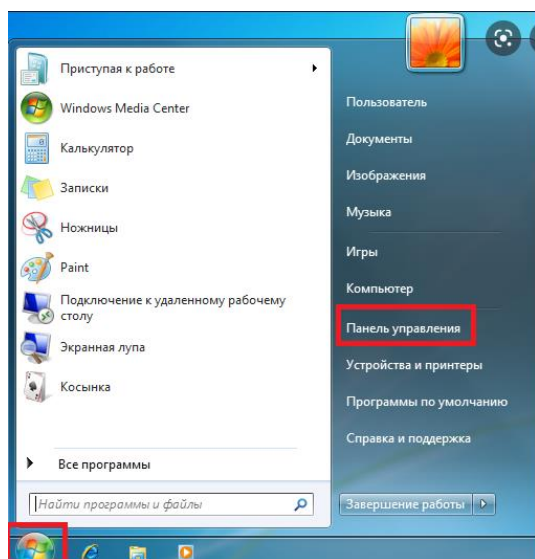 Приступая к работе
Windows Media Center
Калькулятор
Записки
Ножницы
Paint
Подключение к удаленному рабочему
столу
Экранная лупа
Косынка
Все программы
Найти программы и файлы
Пользователь
Документы
Изображения
Музыка
Игры
Компьютер
Панель управления
Устройства и принтеры
Программы по умолчанию
Справка и поддержка
Завершение работы